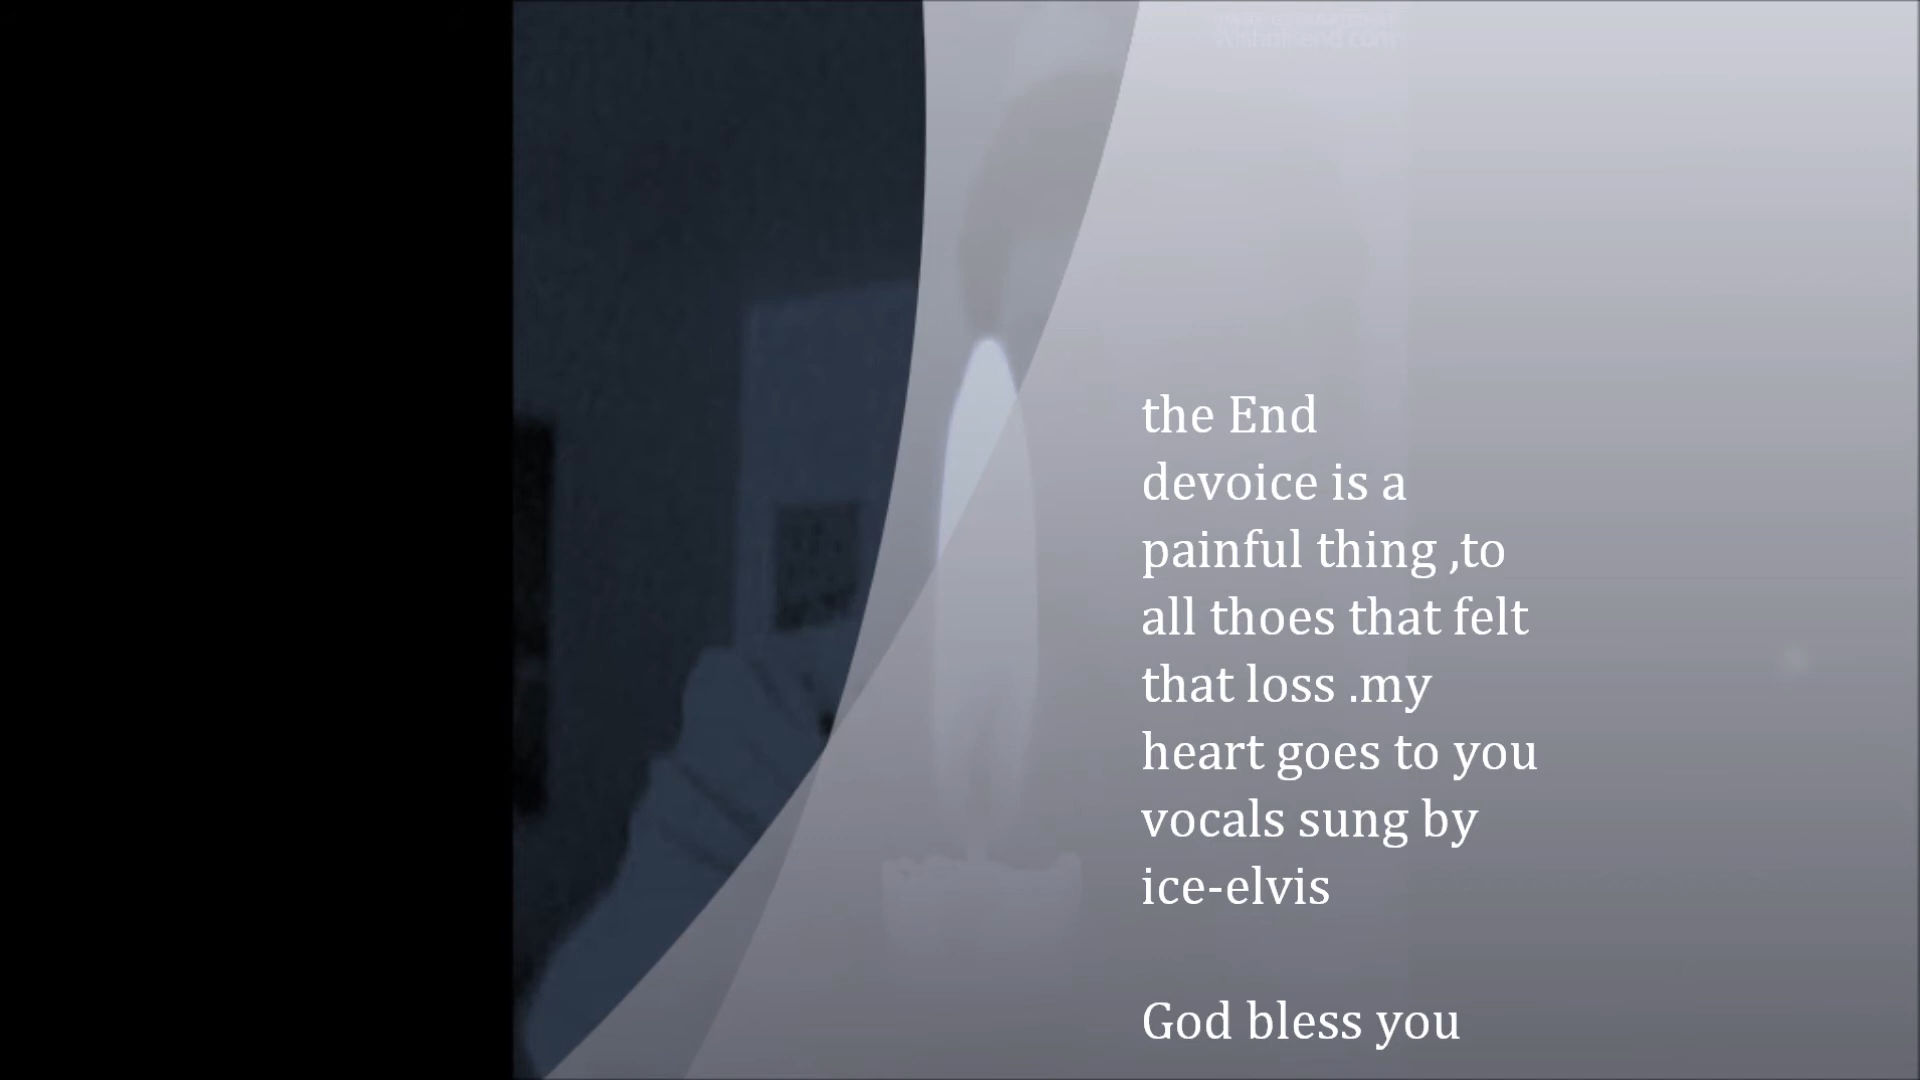 the End
devoice is a
painful thing ,to
all thoes that felt
that loss .my
heart goes to you
vocals sung by
ice-elvis
God bless you